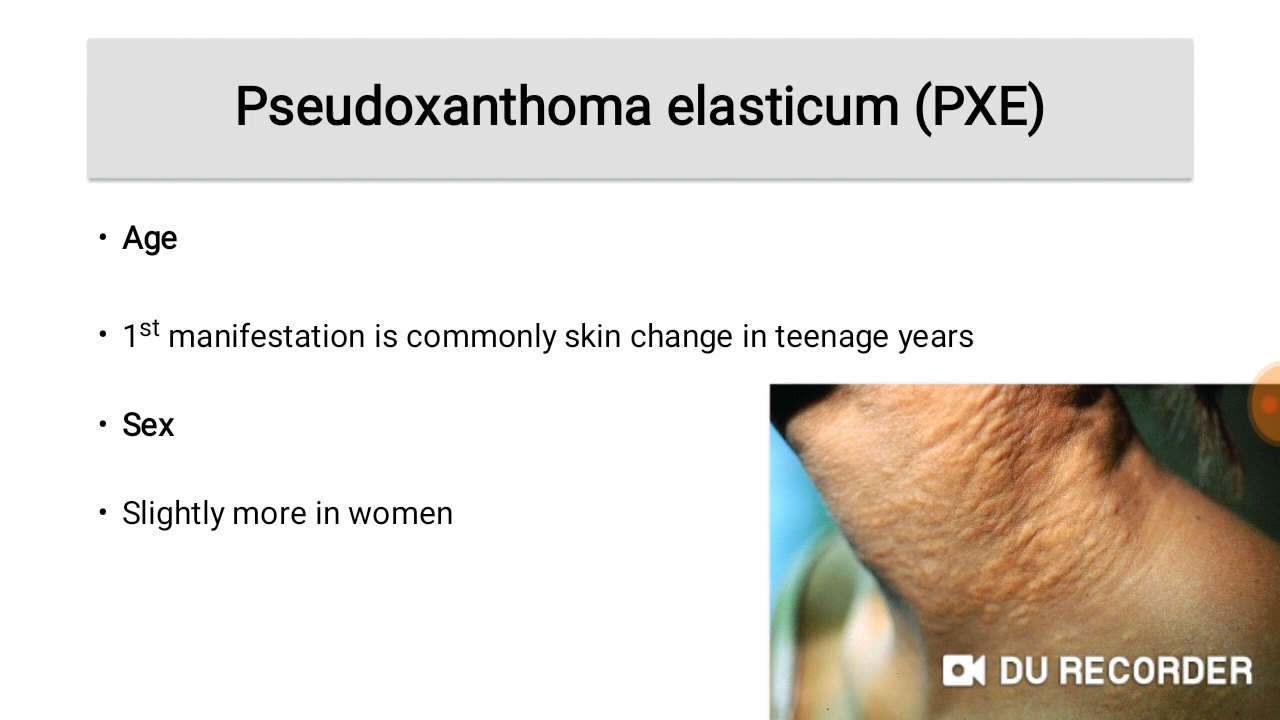 Pseudoxanthoma elasticum (PXE)
• Age
• 1st manifestation is commonly skin change in teenage years
• Sex
• Slightly more in women
DU RECORDER